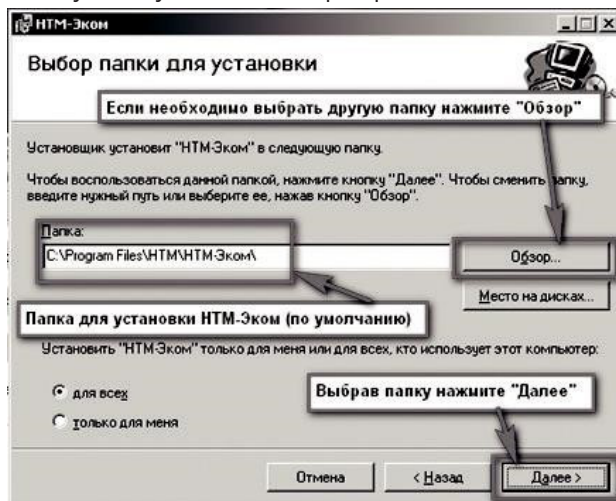 НТМ-Эком
Выбор папки для установки
Если необходимо выбрать другую папку нажмите "Обзор"
Установщик установит "НТМ-Эком" в следующую папку.
Чтобы воспользоваться данной папкой, нажмите кнопку "Далее". Чтобы сменить папку,
введите нужный путь или выберите ее, нажав кнопку "Обзор".
Папка:
C:\Program Files\НТМ\НТМ-Эком\
Обзор...
Место на дисках...
Папка для установки НТМ-Эком (по умолчанию)
Установить "НТМ-Эком" только для меня или для всех, кто использует этот компьютер:
для всех
Выбрав папку нажмите "Далее"
только для меня
Отмена
< Назад
Далее >